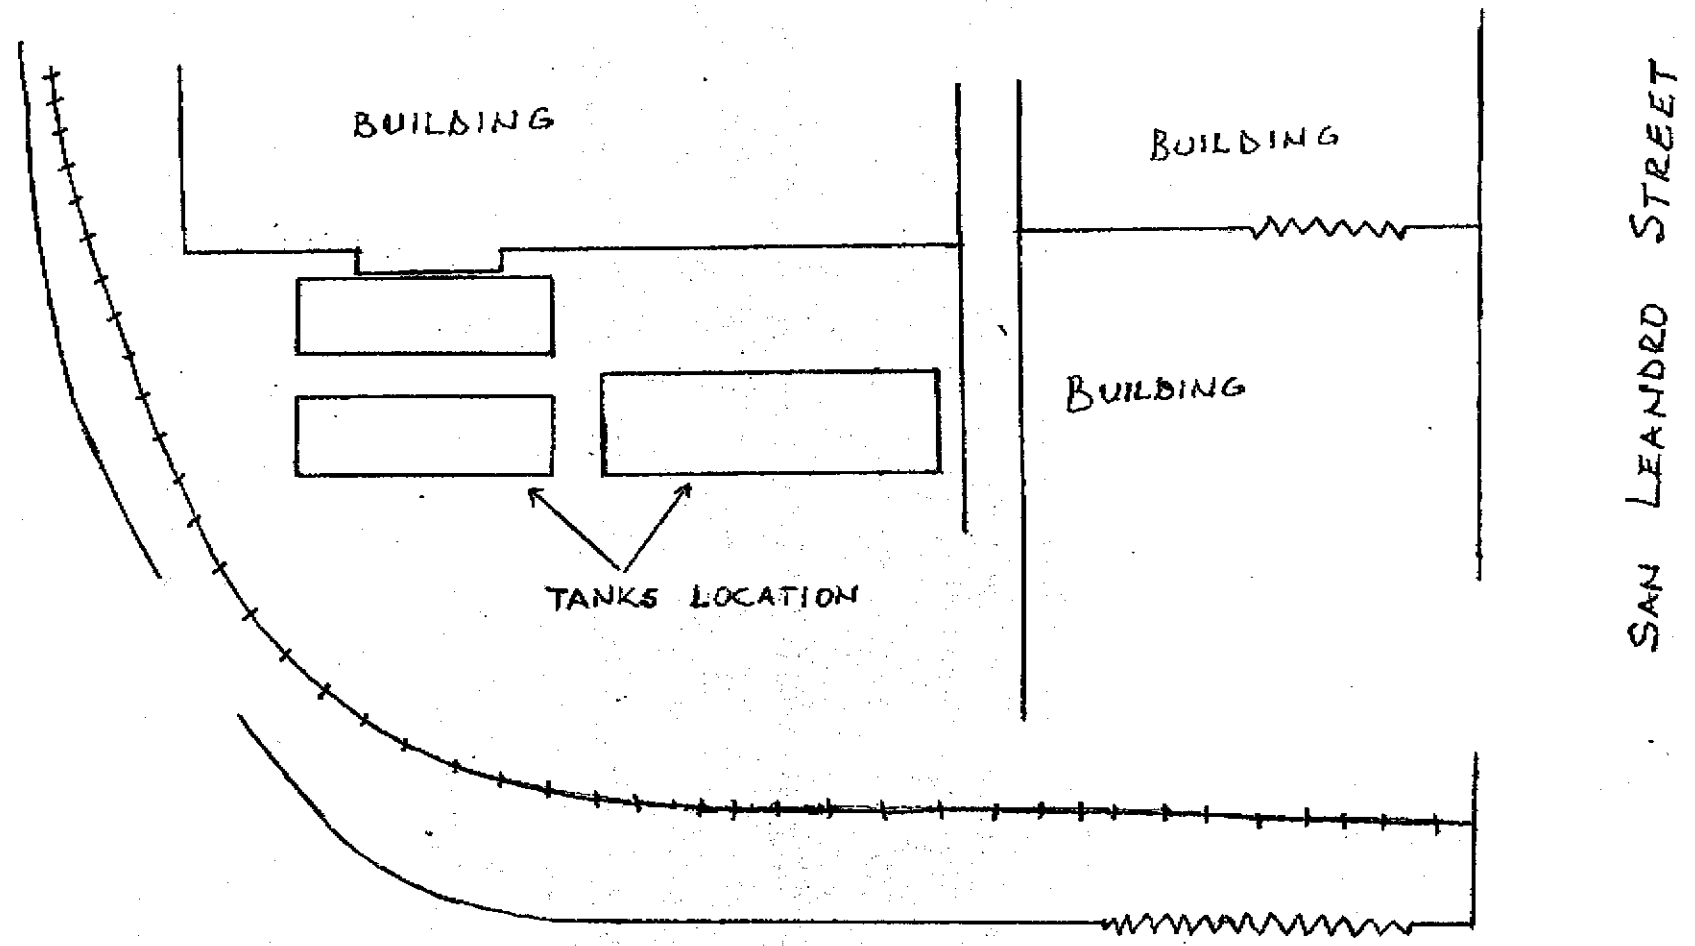 BUILDING
BUILDING
BUILDING
TANKS LOCATION
SAN LEANDRO STREET